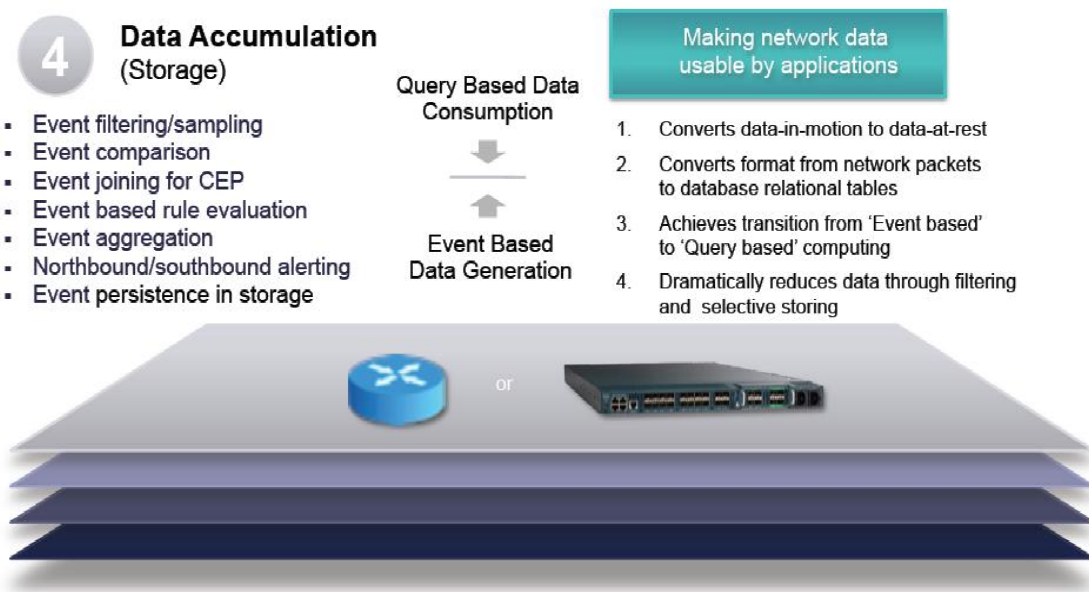 4
Data Accumulation
(Storage)
▪ Event filtering/sampling
▪ Event comparison
▪ Event joining for CEP
▪ Event based rule evaluation
▪ Event aggregation
▪ Northbound/southbound alerting
▪ Event persistence in storage
Query Based Data
Consumption
Event Based
Data Generation
Making network data
usable by applications
1. Converts data-in-motion to data-at-rest
2. Converts format from network packets
to database relational tables
3. Achieves transition from ‘Event based’
to ‘Query based’ computing
4. Dramatically reduces data through filtering
and selective storing
or